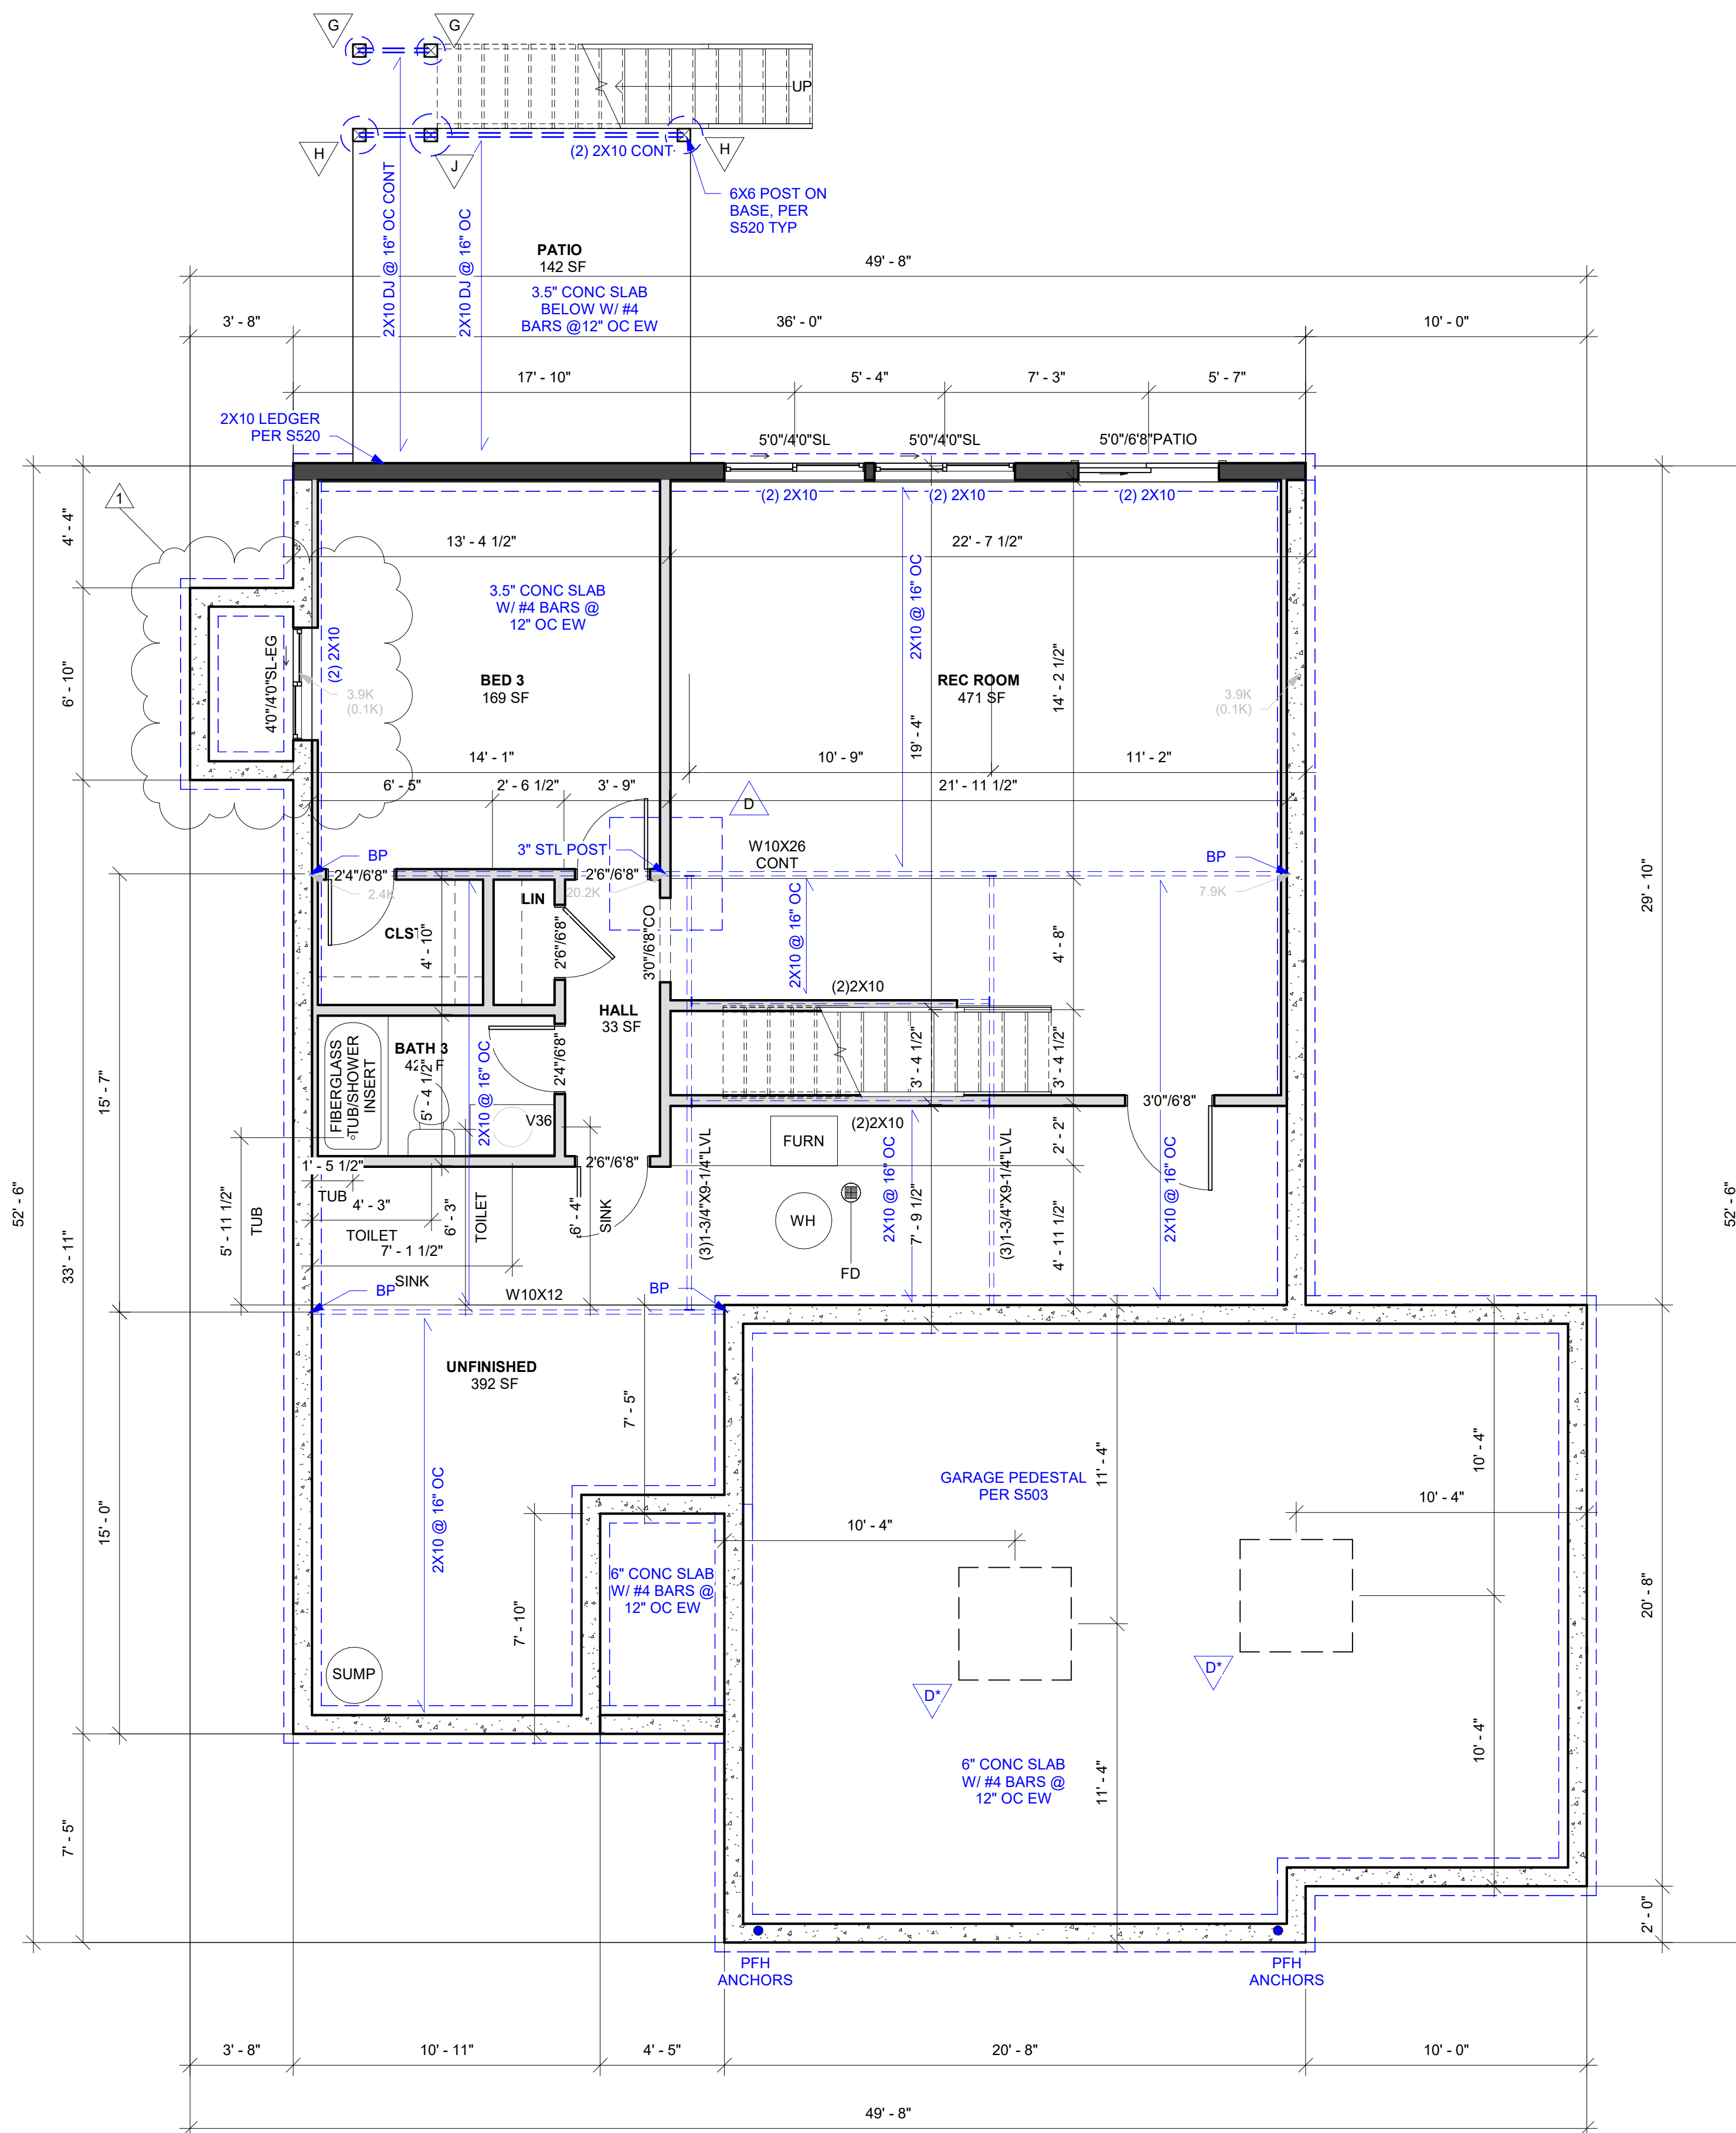 G
G
UP
H
J
(2) 2X10 CONT
H
6X6 POST ON
BASE, PER
S520 TYP
2X10 DJ @ 16" OC CONT
2X10 DJ @ 16" OC
PATIO
142 SF
3.5" CONC SLAB
BELOW W/ #4
BARS @12" OC EW
49' - 8"
3' - 8"
36' - 0"
10' - 0"
17' - 10"
5' - 4"
7' - 3"
5' - 7"
2X10 LEDGER
PER S520
5'0"/4'0"SL
5'0"/4'0"SL
5'0"/6'8"PATIO
(2) 2X10
(2) 2X10
(2) 2X10
1
4' - 4"
13' - 4 1/2"
22' - 7 1/2"
3.5" CONC SLAB
W/ #4 BARS @
12" OC EW
2X10 @ 16" OC
6' - 10"
4'0"/4'0"SL-EG
(2) 2X10
3.9K
(0.1K)
BED 3
169 SF
REC ROOM
471 SF
14' - 2 1/2"
19' - 4"
3.9K
(0.1K)
14' - 1"
10' - 9"
11' - 2"
6' - 5"
2' - 6 1/2"
3' - 9"
21' - 11 1/2"
D
W10X26
CONT
BP
3" STL POST
BP
2'4"/6'8"
2'6"/6'8"
2.4K
20.2K
7.9K
29' - 10"
LIN
CLST
4' - 10"
2'6"/6'8"
3'0"/6'8"CO
2X10 @ 16" OC
4' - 8"
(2)2X10
HALL
33 SF
BATH 3
FIBERGLASS
TUB/SHOWER
INSERT
5' - 4 1/2"
2X10 @ 16" OC
2'4"/6'8"
V36
3' - 4 1/2"
3' - 4 1/2"
15' - 7"
3'0"/6'8"
(2)2X10
FURN
2' - 2"
2'6"/6'8"
1' - 5 1/2"
TUB
4' - 3"
TOILET
7' - 1 1/2"
SINK
5' - 11 1/2"
TUB
6' - 3"
TOILET
6' - 4"
SINK
(3)1-3/4"X9-1/4"LVL
WH
FD
2X10 @ 16" OC
7' - 9 1/2"
(3)1-3/4"X9-1/4"LVL
4' - 11 1/2"
2X10 @ 16" OC
52' - 6"
33' - 11"
52' - 6"
BP
W10X12
BP
UNFINISHED
392 SF
7' - 5"
2X10 @ 16" OC
15' - 0"
GARAGE PEDESTAL
PER S503
11' - 4"
10' - 4"
10' - 4"
10' - 4"
6" CONC SLAB
W/ #4 BARS @
12" OC EW
7' - 10"
20' - 8"
SUMP
D*
D*
6" CONC SLAB
W/ #4 BARS @
12" OC EW
11' - 4"
10' - 4"
7' - 5"
2' - 0"
PFH
ANCHORS
PFH
ANCHORS
3' - 8"
10' - 11"
4' - 5"
20' - 8"
10' - 0"
49' - 8"